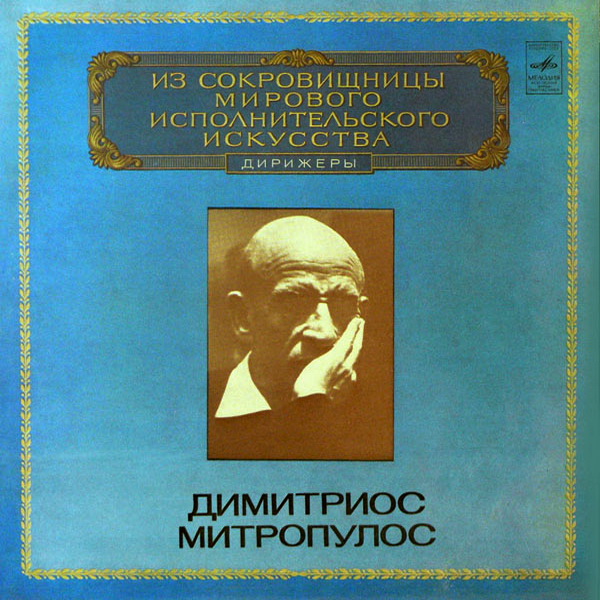 ИЗ СОКРОВИЩНИЦЫ
МИРОВОГО
ИСПОЛНИТЕЛЬСКОГО
ИСКУССТВА
ДИРИЖЕРЫ
МЕЛОДИЯ
ДИМИТРИОС
МИТРОПУЛОС